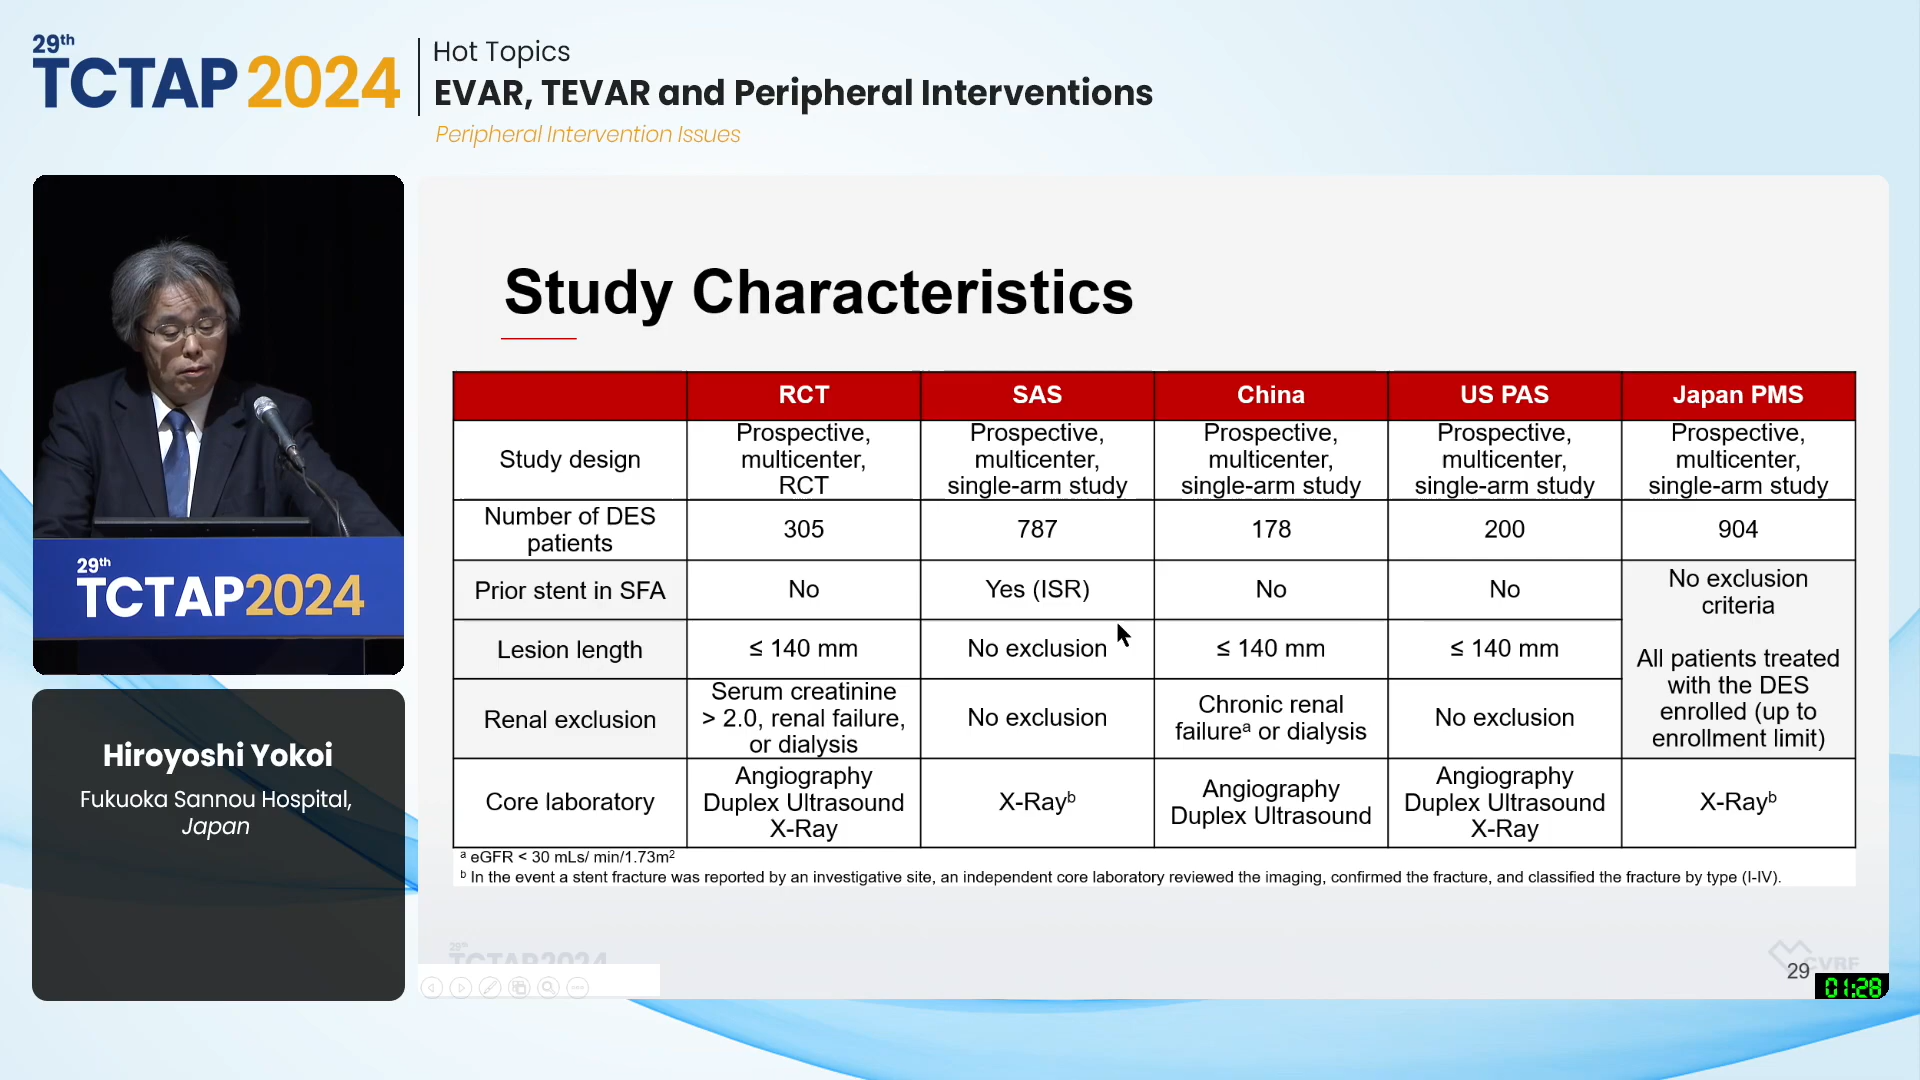 29th
TCTAP 2024
Hot Topics
EVAR, TEVAR and Peripheral Interventions
Peripheral Intervention Issues
29th
TCTAP2024
Hiroyoshi Yokoi
Fukuoka Sannou Hospital,
Japan
Study Characteristics
RCT
SAS
China
US PAS
Japan PMS
Study design
Prospective,
multicenter,
RCT
Prospective,
multicenter,
single-arm study
Prospective,
multicenter,
single-arm study
Prospective,
multicenter,
single-arm study
Prospective,
multicenter,
single-arm study
Number of DES
patients
305
787
178
200
904
Prior stent in SFA
No
Yes (ISR)
No
No
No exclusion
criteria
All patients treated
with the DES
enrolled (up to
enrollment limit)
Lesion length
≤ 140 mm
No exclusion
≤ 140 mm
≤ 140 mm
Renal exclusion
Serum creatinine
> 2.0, renal failure,
or dialysis
No exclusion
Chronic renal
failureᵃ or dialysis
No exclusion
Core laboratory
Angiography
Duplex Ultrasound
X-Ray
X-Rayᵇ
Angiography
Duplex Ultrasound
Angiography
Duplex Ultrasound
X-Ray
X-Rayᵇ
ᵃ eGFR < 30 mLs/ min/1.73m²
ᵇ In the event a stent fracture was reported by an investigative site, an independent core laboratory reviewed the imaging, confirmed the fracture, and classified the fracture by type (I-IV).
29th
TCTAP2024
CVRF
29
01:28